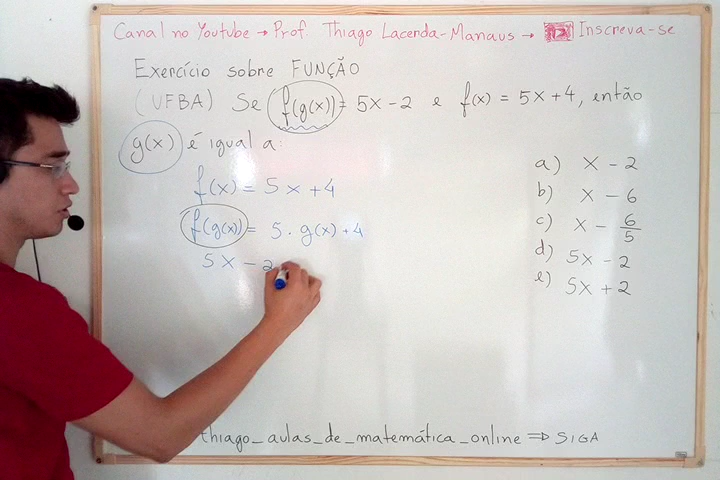 Canal no Youtube → Prof. Thiago Lacerda-Manaus → Inscreva-se
Exercício sobre FUNÇÃO
(UFBA) Se f(g(x)) = 5x - 2 e f(x) = 5x + 4, então
g(x) é igual a:
f(x) = 5x + 4
f(g(x)) = 5 . g(x) + 4
5x - 2
a) x - 2
b) x - 6
c) x - 6/5
d) 5x - 2
e) 5x + 2
thiago_aulas_de_matemática_online ⇒ SIGA